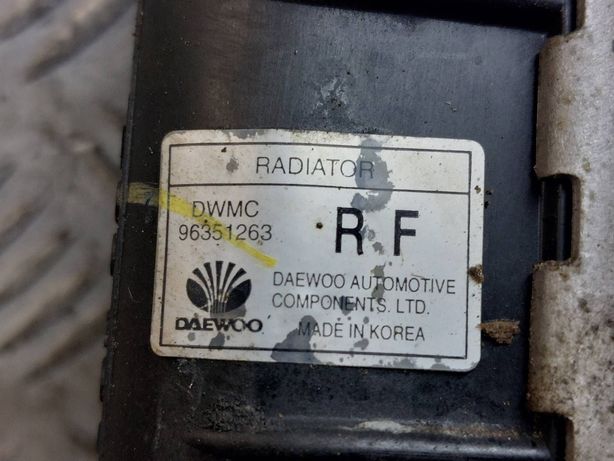 RADIATOR
DWMC
96351263
R F
DAEWOO
DAEWOO AUTOMOTIVE
COMPONENTS. LTD.
MADE IN KOREA